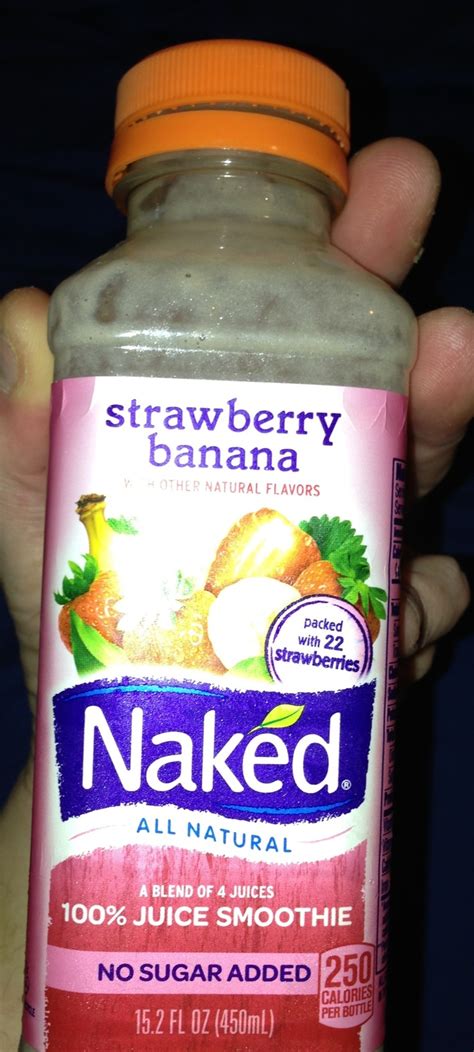 strawberry
banana
WITH OTHER NATURAL FLAVORS
packed
with 22
strawberries
Naked®
ALL NATURAL
A BLEND OF 4 JUICES
100% JUICE SMOOTHIE
NO SUGAR ADDED
250
CALORIES
PER BOTTLE
15.2 FL OZ (450mL)